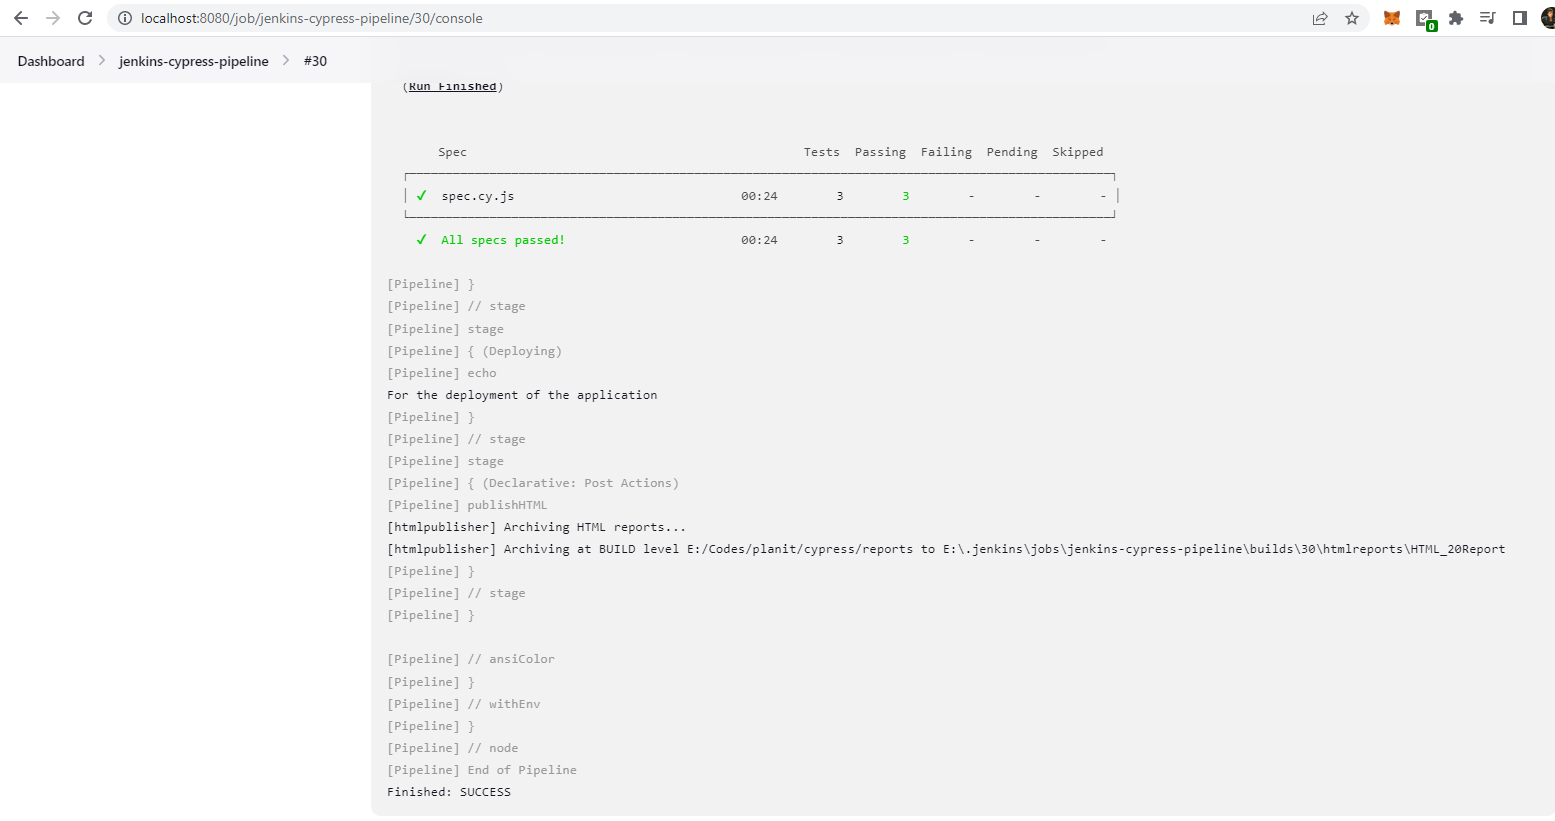 localhost:8080/job/jenkins-cypress-pipeline/30/console
0
Dashboard > jenkins-cypress-pipeline > #30
(Run Finished)
Spec Tests Passing Failing Pending Skipped
✔ spec.cy.js 00:24 3 3 - - -
✔ All specs passed! 00:24 3 3 - - -
[Pipeline] }
[Pipeline] // stage
[Pipeline] stage
[Pipeline] { (Deploying)
[Pipeline] echo
For the deployment of the application
[Pipeline] }
[Pipeline] // stage
[Pipeline] stage
[Pipeline] { (Declarative: Post Actions)
[Pipeline] publishHTML
[htmlpublisher] Archiving HTML reports...
[htmlpublisher] Archiving at BUILD level E:/Codes/planit/cypress/reports to E:\.jenkins\jobs\jenkins-cypress-pipeline\builds\30\htmlreports\HTML_20Report
[Pipeline] }
[Pipeline] // stage
[Pipeline] }
[Pipeline] // ansiColor
[Pipeline] }
[Pipeline] // withEnv
[Pipeline] }
[Pipeline] // node
[Pipeline] End of Pipeline
Finished: SUCCESS